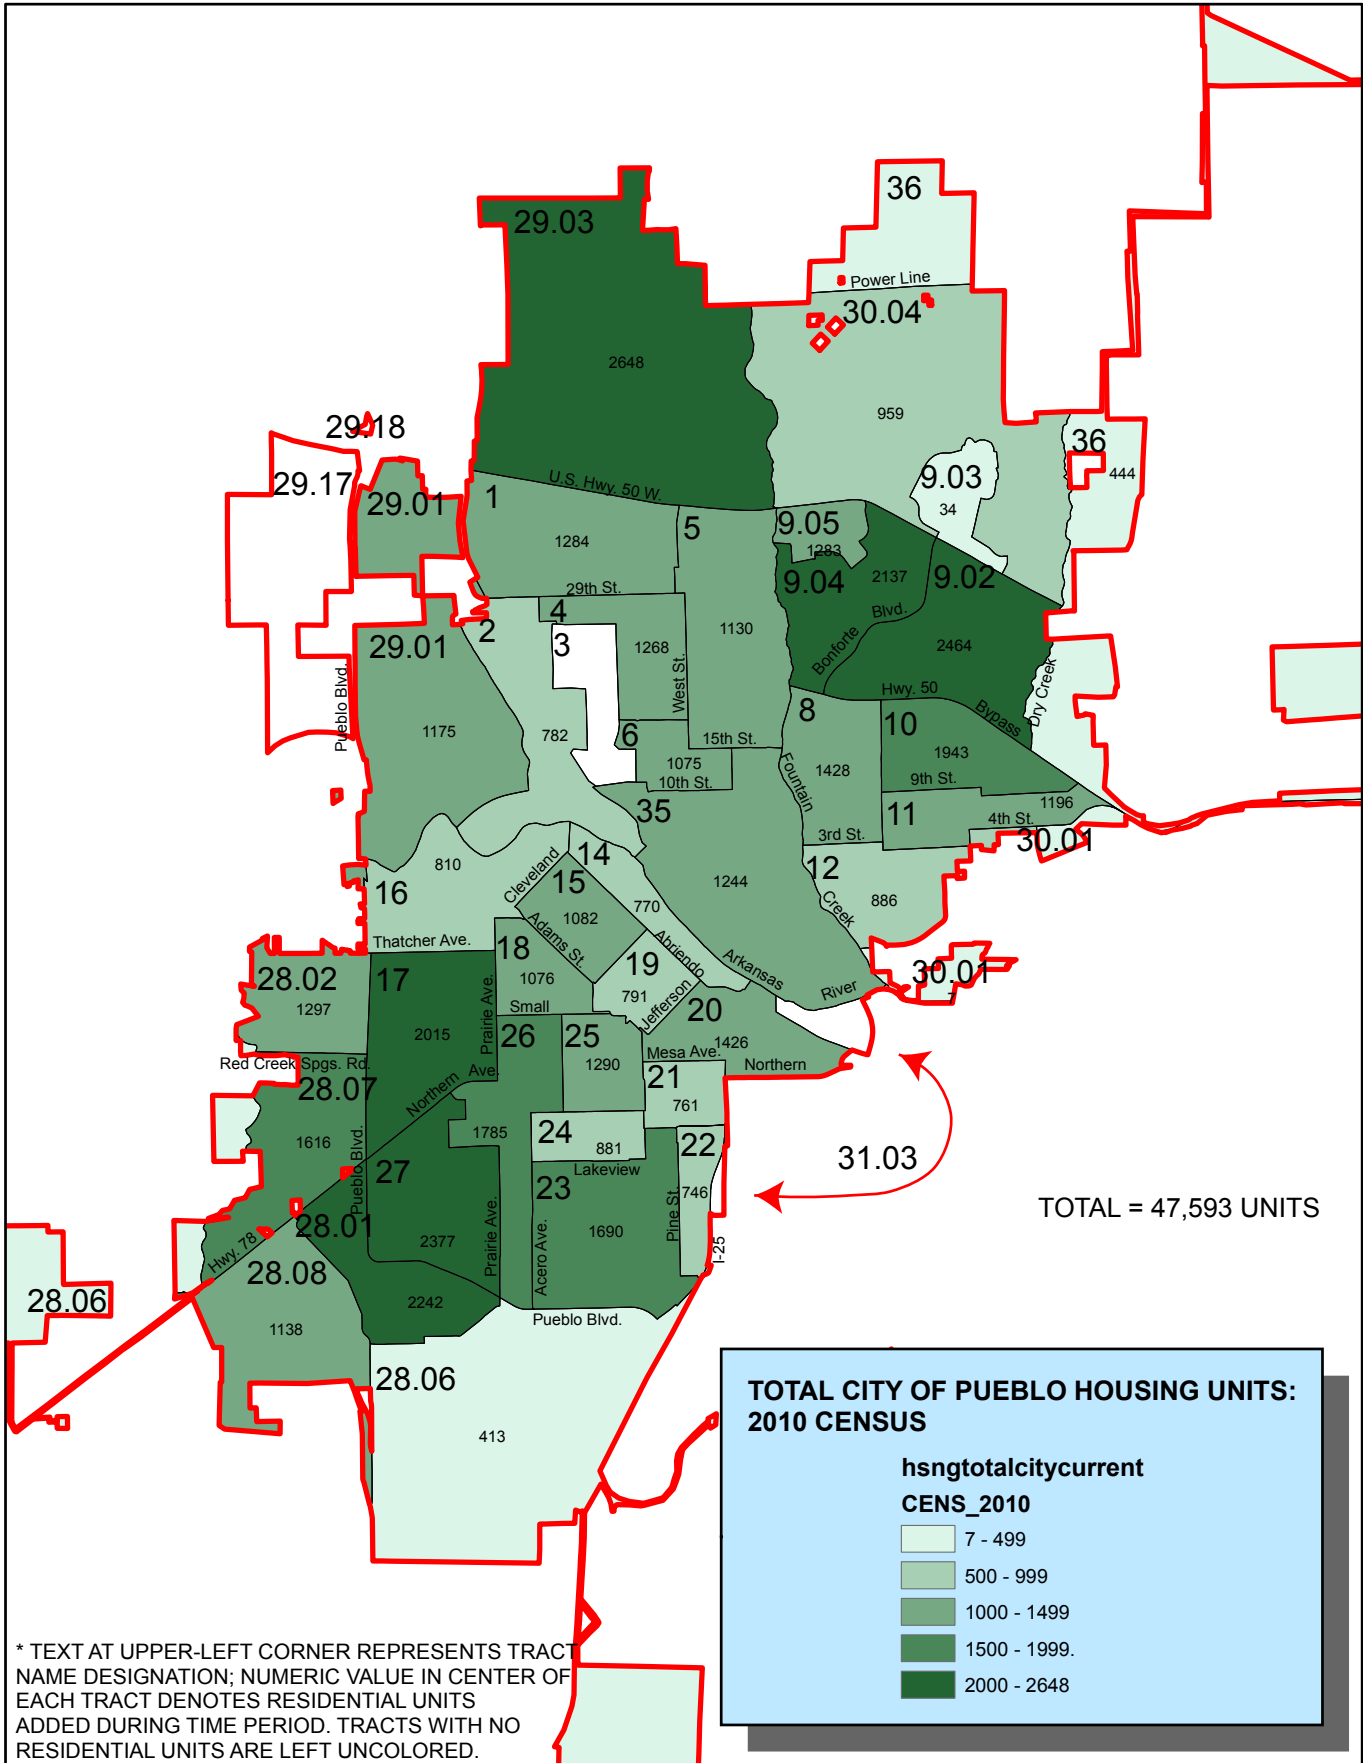 36
29.03
Power Line
30.04
2648
959
29.18
36
29.17
9.03
444
U.S. Hwy. 50 W.
1
29.01
34
5
9.05
1284
1283
9.04
2137
9.02
29th St.
4
Blvd.
2
3
1130
29.01
1268
Bonforte
2464
West St.
Pueblo Blvd.
Hwy. 50
Dry Creek
8
Bypass
10
1175
782
6
15th St.
1943
1075
1428
10th St.
9th St.
Fountain
35
11
1196
4th St.
3rd St.
30.01
14
810
Cleveland
12
15
1244
16
770
886
1082
Creek
Adams St.
Thatcher Ave.
18
Abriendo
19
Arkansas
28.02
17
30.01
1076
791
River
7
1297
Small
Jefferson
20
Prairie Ave.
2015
26
25
1426
Mesa Ave.
Northern
Red Creek Spgs. Rd.
1290
Ave.
21
28.07
Northern
761
1616
1785
24
22
881
31.03
Pueblo Blvd.
27
Lakeview
23
746
TOTAL = 47,593 UNITS
28.01
Pine St.
1690
2377
Prairie Ave.
Acero Ave.
I-25
Hwy. 78
28.08
28.06
2242
Pueblo Blvd.
1138
28.06
413
TOTAL CITY OF PUEBLO HOUSING UNITS:
2010 CENSUS
hsngtotalcitycurrent
CENS_2010
7 - 499
500 - 999
1000 - 1499
1500 - 1999.
2000 - 2648
* TEXT AT UPPER-LEFT CORNER REPRESENTS TRACT
NAME DESIGNATION; NUMERIC VALUE IN CENTER OF
EACH TRACT DENOTES RESIDENTIAL UNITS
ADDED DURING TIME PERIOD. TRACTS WITH NO
RESIDENTIAL UNITS ARE LEFT UNCOLORED.
21